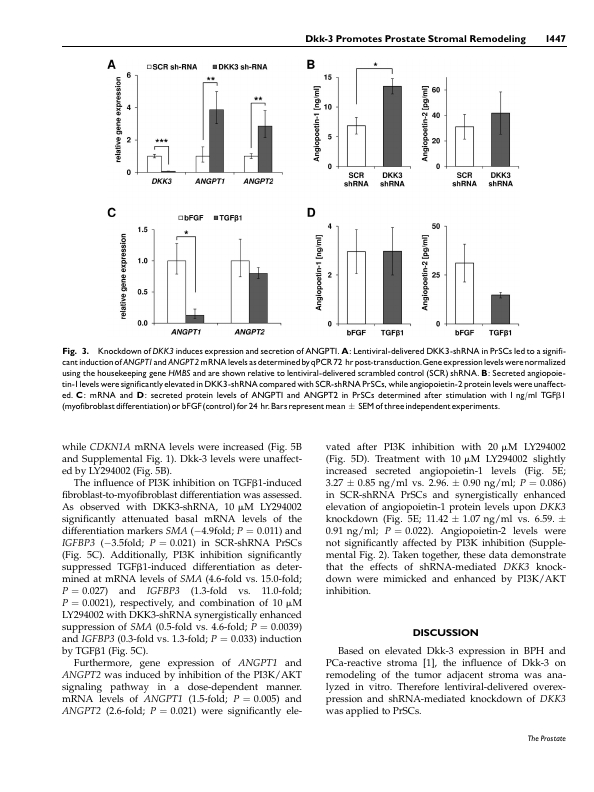 Dkk-3 Promotes Prostate Stromal Remodeling 1447
A
SCR sh-RNA DKK3 sh-RNA
relative gene expression
6
4
2
0
***
**
**
DKK3 ANGPT1 ANGPT2
B
Angiopoetin-1 [ng/ml]
15
10
5
0
*
SCR shRNA
DKK3 shRNA
Angiopoetin-2 [pg/ml]
60
40
20
0
SCR shRNA
DKK3 shRNA
C
bFGF TGFβ1
relative gene expression
1.5
1.0
0.5
0.0
*
ANGPT1 ANGPT2
D
Angiopoetin-1 [ng/ml]
4
2
0
bFGF TGFβ1
Angiopoetin-2 [pg/ml]
50
25
0
bFGF TGFβ1
Fig. 3. Knockdown of DKK3 induces expression and secretion of ANGPT1. A: Lentiviral-delivered DKK3-shRNA in PrSCs led to a signifi-
cant induction of ANGPT1 and ANGPT2 mRNA levels as determined by qPCR 72 hr post-transduction. Gene expression levels were normalized
using the housekeeping gene HMBS and are shown relative to lentiviral-delivered scrambled control (SCR) shRNA. B: Secreted angiopoie-
tin-1 levels were significantly elevated in DKK3-shRNA compared with SCR-shRNA PrSCs, while angiopoietin-2 protein levels were unaffect-
ed. C: mRNA and D: secreted protein levels of ANGPT1 and ANGPT2 in PrSCs determined after stimulation with 1 ng/ml TGFβ1
(myofibroblast differentiation) or bFGF (control) for 24 hr. Bars represent mean ± SEM of three independent experiments.
while CDKN1A mRNA levels were increased (Fig. 5B
and Supplemental Fig. 1). Dkk-3 levels were unaffect-
ed by LY294002 (Fig. 5B).
The influence of PI3K inhibition on TGFβ1-induced
fibroblast-to-myofibroblast differentiation was assessed.
As observed with DKK3-shRNA, 10 μM LY294002
significantly attenuated basal mRNA levels of the
differentiation markers SMA (−4.9fold; P = 0.011) and
IGFBP3 (−3.5fold; P = 0.021) in SCR-shRNA PrSCs
(Fig. 5C). Additionally, PI3K inhibition significantly
suppressed TGFβ1-induced differentiation as deter-
mined at mRNA levels of SMA (4.6-fold vs. 15.0-fold;
P = 0.027) and IGFBP3 (1.3-fold vs. 11.0-fold;
P = 0.0021), respectively, and combination of 10 μM
LY294002 with DKK3-shRNA synergistically enhanced
suppression of SMA (0.5-fold vs. 4.6-fold; P = 0.0039)
and IGFBP3 (0.3-fold vs. 1.3-fold; P = 0.033) induction
by TGFβ1 (Fig. 5C).
Furthermore, gene expression of ANGPT1 and
ANGPT2 was induced by inhibition of the PI3K/AKT
signaling pathway in a dose-dependent manner.
mRNA levels of ANGPT1 (1.5-fold; P = 0.005) and
ANGPT2 (2.6-fold; P = 0.021) were significantly ele-
vated after PI3K inhibition with 20 μM LY294002
(Fig. 5D). Treatment with 10 μM LY294002 slightly
increased secreted angiopoietin-1 levels (Fig. 5E;
3.27 ± 0.85 ng/ml vs. 2.96. ± 0.90 ng/ml; P = 0.086)
in SCR-shRNA PrSCs and synergistically enhanced
elevation of angiopoietin-1 protein levels upon DKK3
knockdown (Fig. 5E; 11.42 ± 1.07 ng/ml vs. 6.59. ±
0.91 ng/ml; P = 0.022). Angiopoietin-2 levels were
not significantly affected by PI3K inhibition (Supple-
mental Fig. 2). Taken together, these data demonstrate
that the effects of shRNA-mediated DKK3 knock-
down were mimicked and enhanced by PI3K/AKT
inhibition.
DISCUSSION
Based on elevated Dkk-3 expression in BPH and
PCa-reactive stroma [1], the influence of Dkk-3 on
remodeling of the tumor adjacent stroma was ana-
lyzed in vitro. Therefore lentiviral-delivered overex-
pression and shRNA-mediated knockdown of DKK3
was applied to PrSCs.
The Prostate